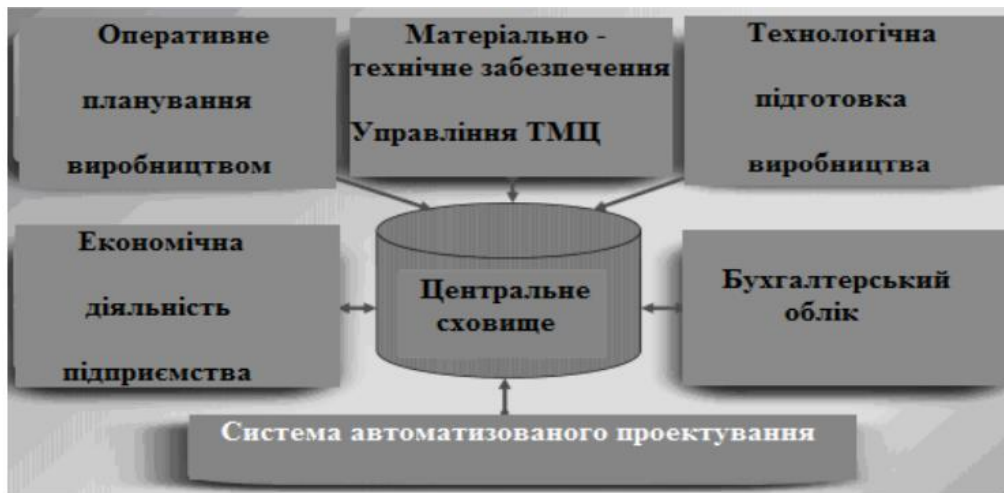 Оперативне
планування
виробництвом
Матеріально -
технічне забезпечення
Управління ТМЦ
Технологічна
підготовка
виробництва
Економічна
діяльність
підприємства
Центральне
сховище
Бухгалтерський
облік
Система автоматизованого проектування